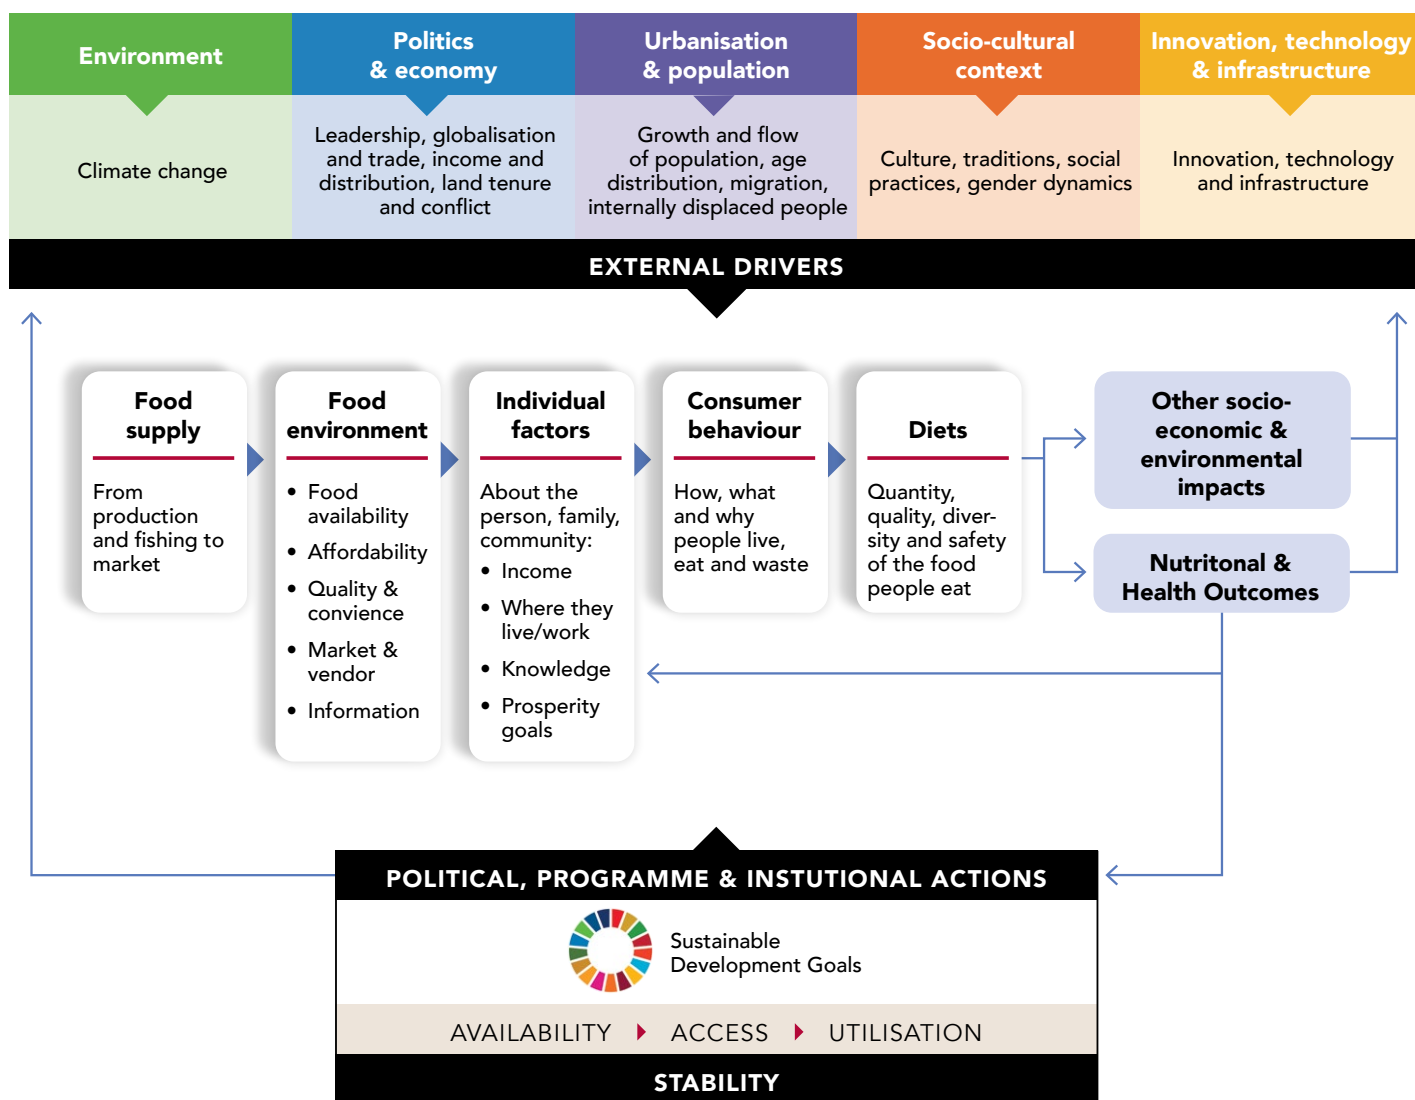 Environment
Politics
& economy
Urbanisation
& population
Socio-cultural
context
Innovation, technology
& infrastructure
Climate change
Leadership, globalisation
and trade, income and
distribution, land tenure
and conflict
Growth and flow
of population, age
distribution, migration,
internally displaced people
Culture, traditions, social
practices, gender dynamics
Innovation, technology
and infrastructure
EXTERNAL DRIVERS
Food
supply
From
production
and fishing to
market
Food
environment
• Food
availability
• Affordability
• Quality &
convience
• Market &
vendor
• Information
Individual
factors
About the
person, family,
community:
• Income
• Where they
live/work
• Knowledge
• Prosperity
goals
Consumer
behaviour
How, what
and why
people live,
eat and waste
Diets
Quantity,
quality, diver-
sity and safety
of the food
people eat
Other socio-
economic &
environmental
impacts
Nutritonal &
Health Outcomes
POLITICAL, PROGRAMME & INSTUTIONAL ACTIONS
Sustainable
Development Goals
AVAILABILITY ACCESS UTILISATION
STABILITY